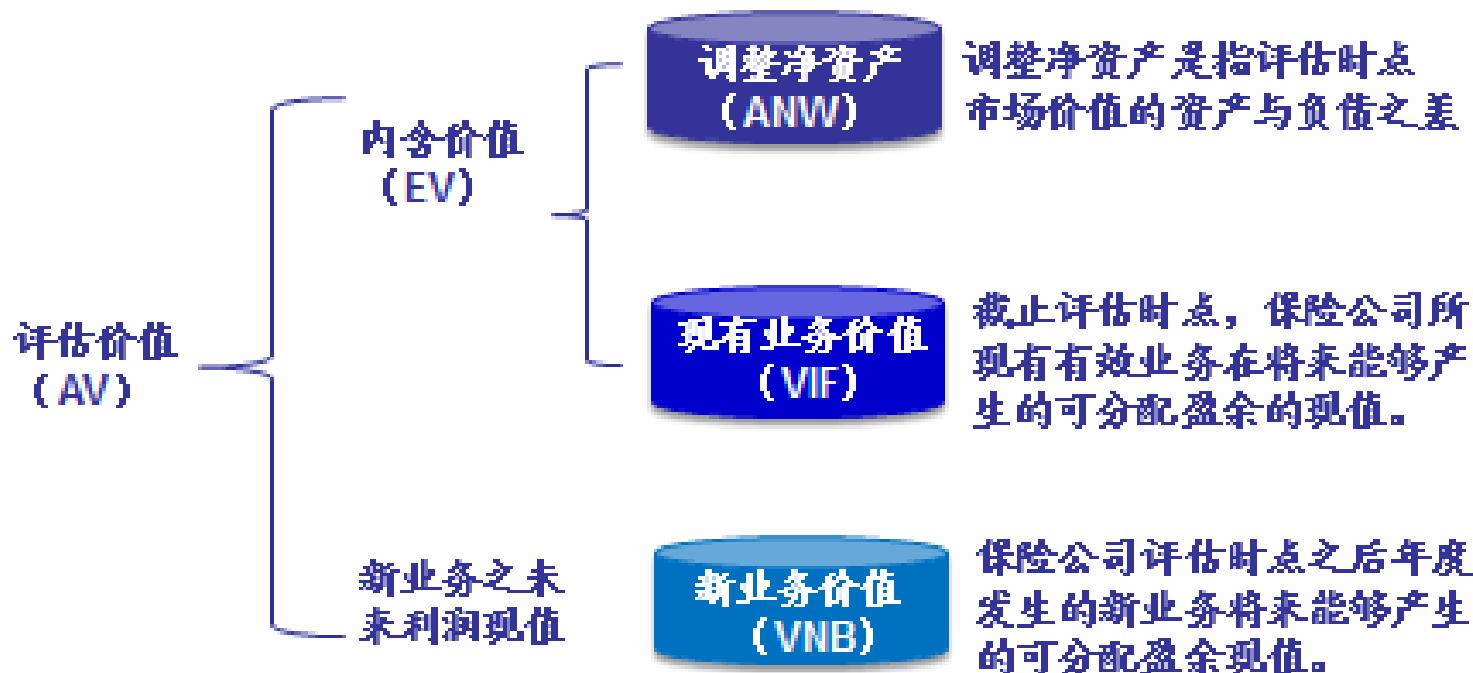 调整净资产
(ANW)
调整净资产是指评估时点
市场价值的资产与负债之差
内含价值
(EV)
现有业务价值
(VIF)
截止评估时点，保险公司所
现有有效业务在将来能够产
生的可分配盈余的现值。
评估价值
(AV)
新业务之未
来利润现值
新业务价值
(VNB)
保险公司评估时点之后年度
发生的新业务将来能够产生
的可分配盈余现值。